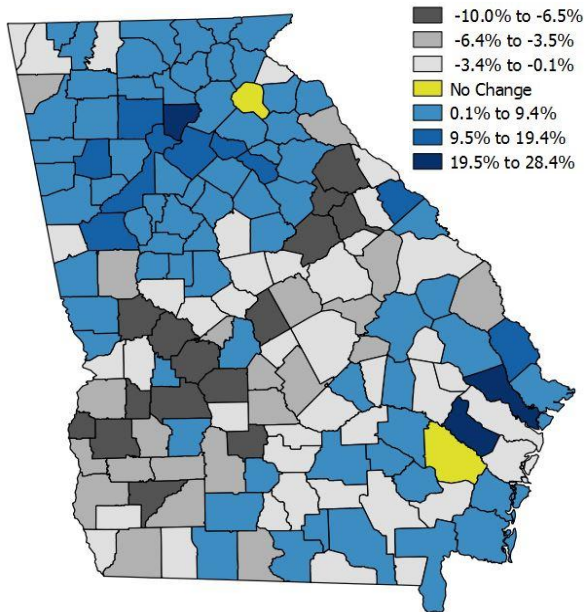 -10.0% to -6.5%
-6.4% to -3.5%
-3.4% to -0.1%
No Change
0.1% to 9.4%
9.5% to 19.4%
19.5% to 28.4%